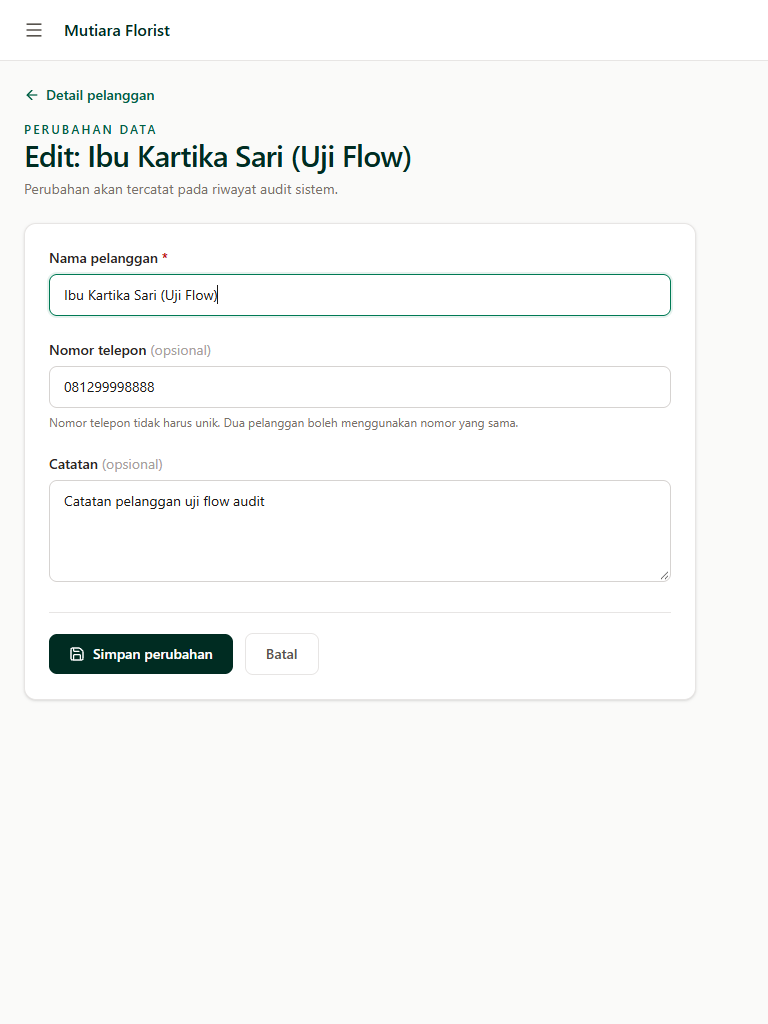 Mutiara Florist
Detail pelanggan
PERUBAHAN DATA
Edit: Ibu Kartika Sari (Uji Flow)
Perubahan akan tercatat pada riwayat audit sistem.
Nama pelanggan *
Ibu Kartika Sari (Uji Flow)
Nomor telepon (opsional)
081299998888
Nomor telepon tidak harus unik. Dua pelanggan boleh menggunakan nomor yang sama.
Catatan (opsional)
Catatan pelanggan uji flow audit
Simpan perubahan
Batal